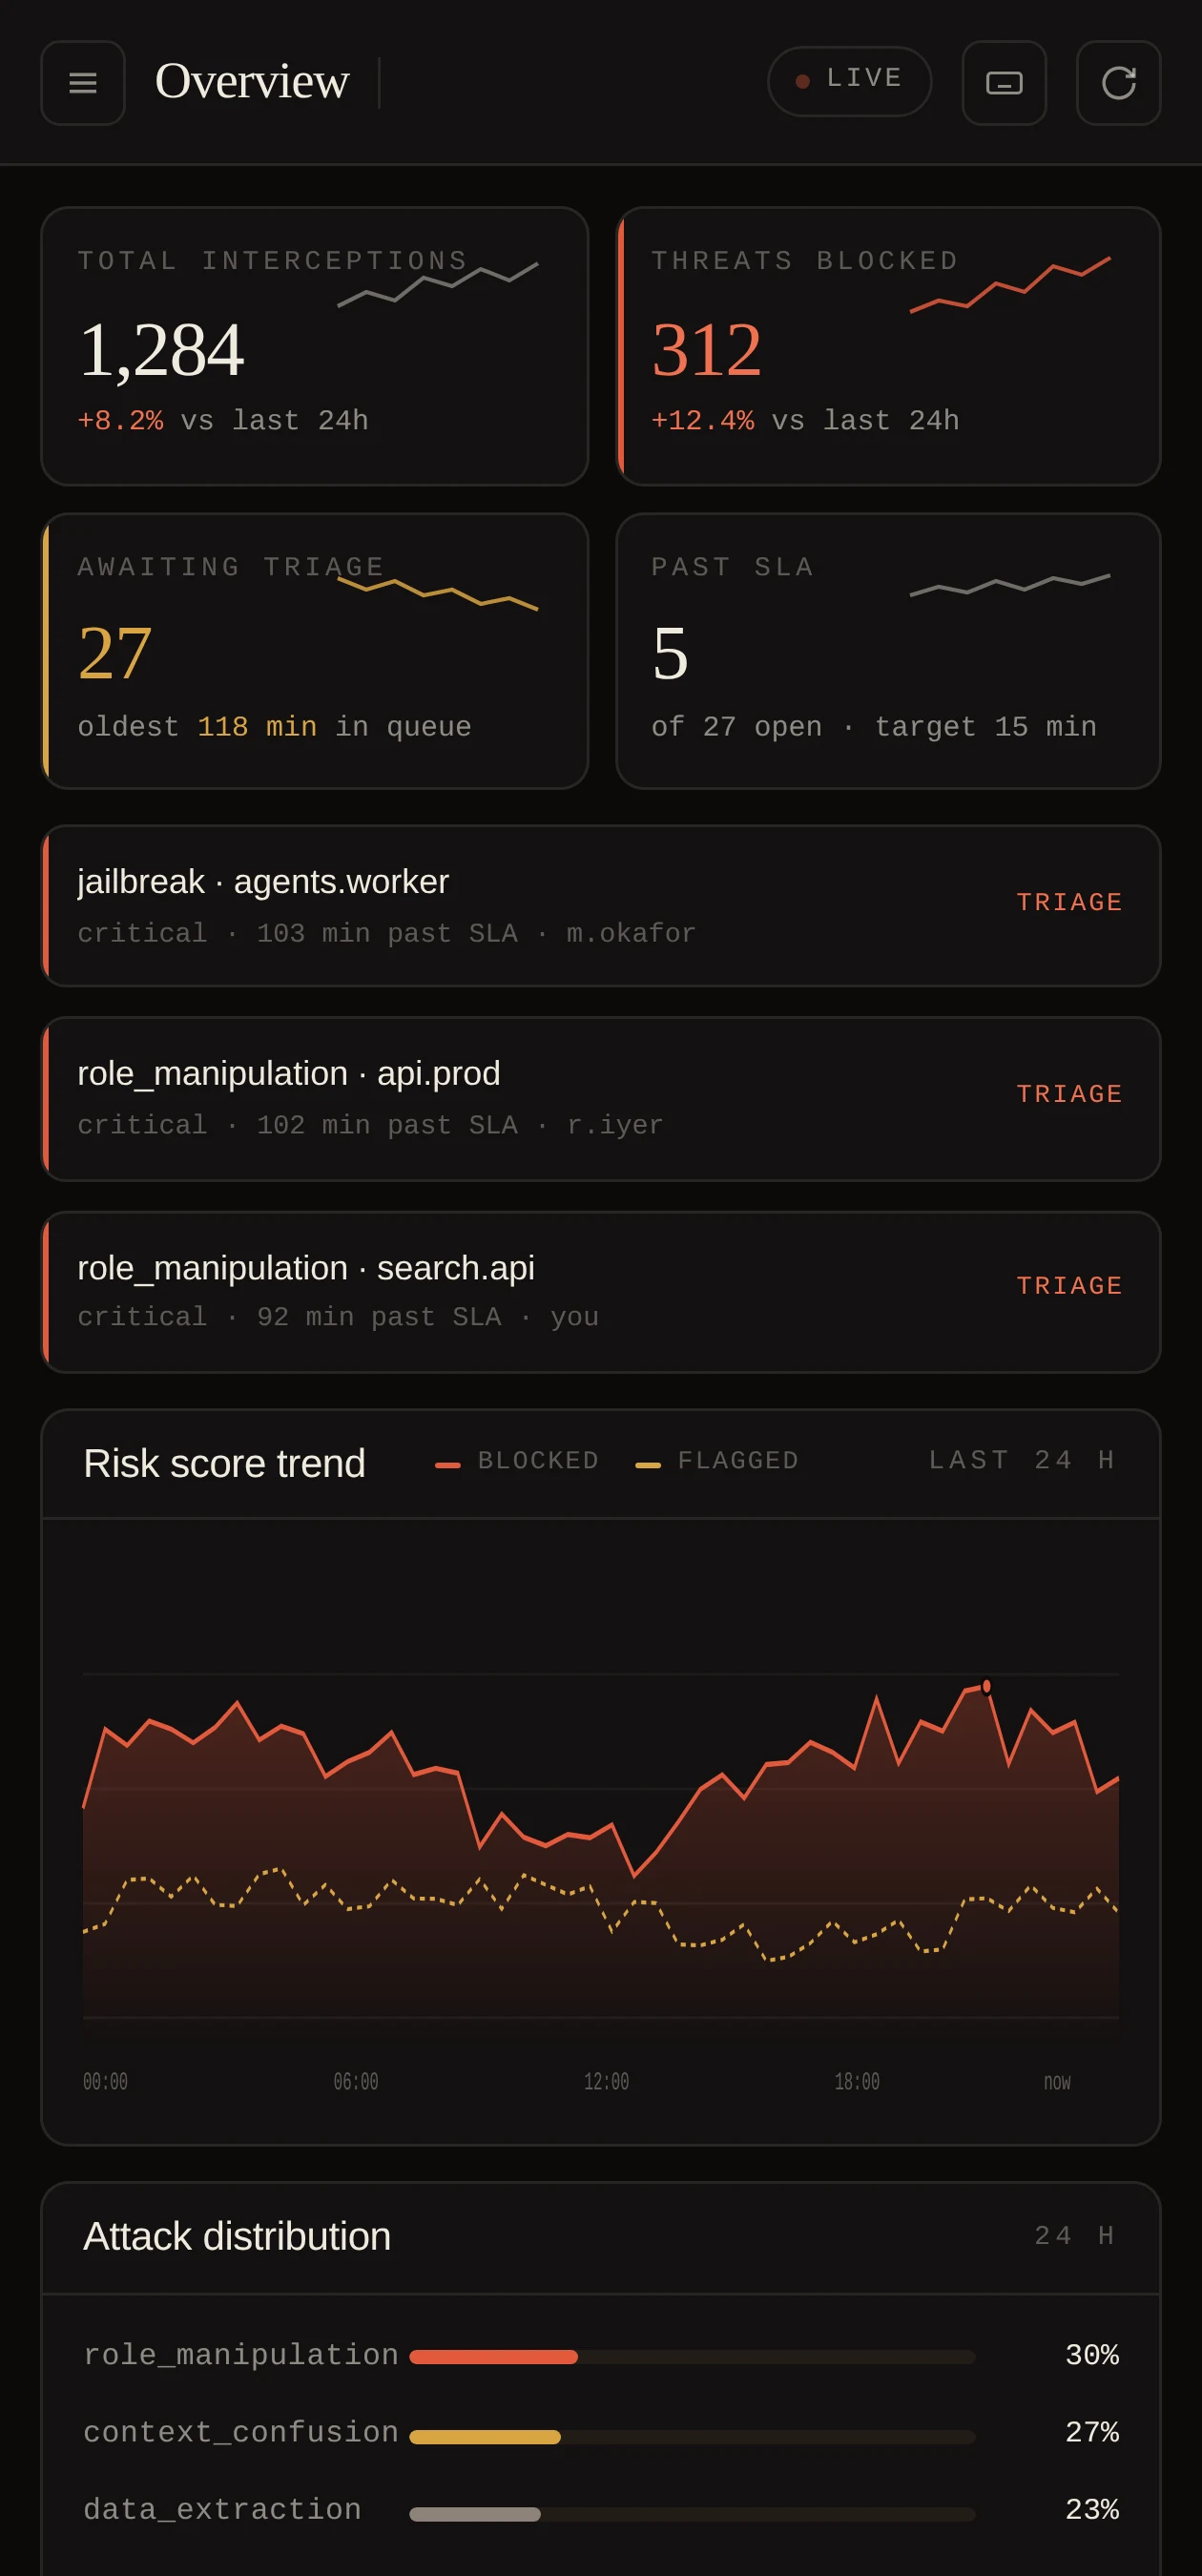 Overview
LIVE
TOTAL INTERCEPTIONS
1,284
+8.2% vs last 24h
THREATS BLOCKED
312
+12.4% vs last 24h
AWAITING TRIAGE
27
oldest 118 min in queue
PAST SLA
5
of 27 open · target 15 min
jailbreak · agents.worker
critical · 103 min past SLA · m.okafor
TRIAGE
role_manipulation · api.prod
critical · 102 min past SLA · r.iyer
TRIAGE
role_manipulation · search.api
critical · 92 min past SLA · you
TRIAGE
Risk score trend
BLOCKED
FLAGGED
LAST 24 H
00:00
06:00
12:00
18:00
now
Attack distribution
24 H
role_manipulation 30%
context_confusion 27%
data_extraction 23%